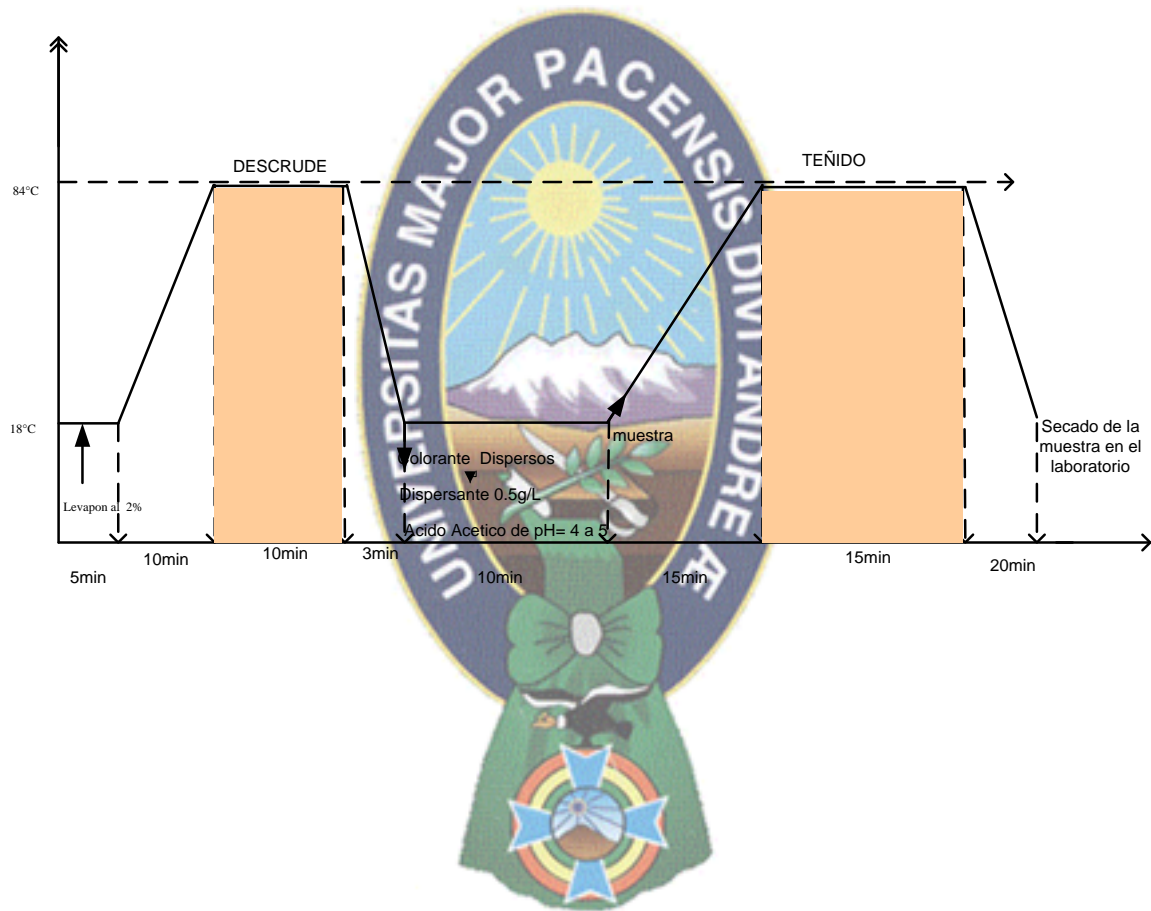 UNIVERSITAS MAJOR PACENSIS DIVI ANDRE Æ
DESCRUDE
TEÑIDO
84°C
18°C
Levapon al 2%
muestra
Colorante Dispersos
Dispersante 0.5g/L
Acido Acetico de pH= 4 a 5
Secado de la
muestra en el
laboratorio
5min
10min
10min
3min
10min
15min
15min
20min